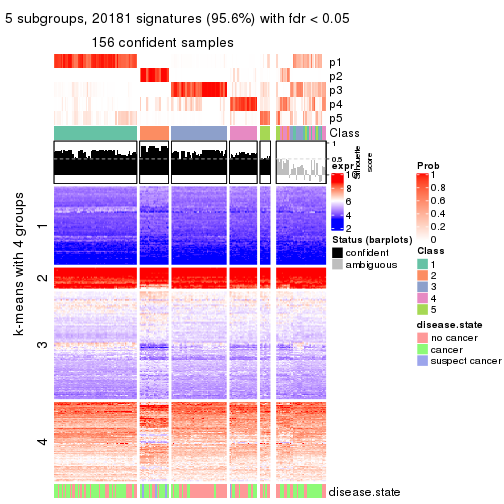 5 subgroups, 20181 signatures (95.6%) with fdr < 0.05
156 confident samples
p1
p2
p3
p4
p5
Class
1
0.5
0
Silhouette
score
k-means with 4 groups
1
2
3
4
expr
10
8
6
4
2
Status (barplots)
confident
ambiguous
Prob
1
0.8
0.6
0.4
0.2
0
Class
1
2
3
4
5
disease.state
no cancer
cancer
suspect cancer
disease.state